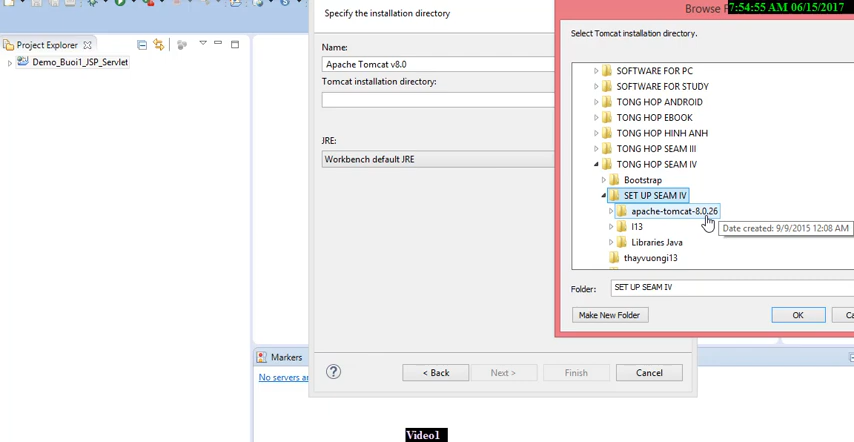 Specify the installation directory
Name:
Apache Tomcat v8.0
Tomcat installation directory:
JRE:
Workbench default JRE
< Back
Next >
Finish
Cancel
Project Explorer
Demo_Buoi1_JSP_Servlet
Markers
No servers
Browse
7:54:55 AM 06/15/2017
Select Tomcat installation directory.
SOFTWARE FOR PC
SOFTWARE FOR STUDY
TONG HOP ANDROID
TONG HOP EBOOK
TONG HOP HINH ANH
TONG HOP SEAM III
TONG HOP SEAM IV
Bootstrap
SET UP SEAM IV
apache-tomcat-8.0.26
Date created: 9/9/2015 12:08 AM
l13
Libraries Java
thayvuongi13
Folder:
SET UP SEAM IV
Make New Folder
OK
Video1